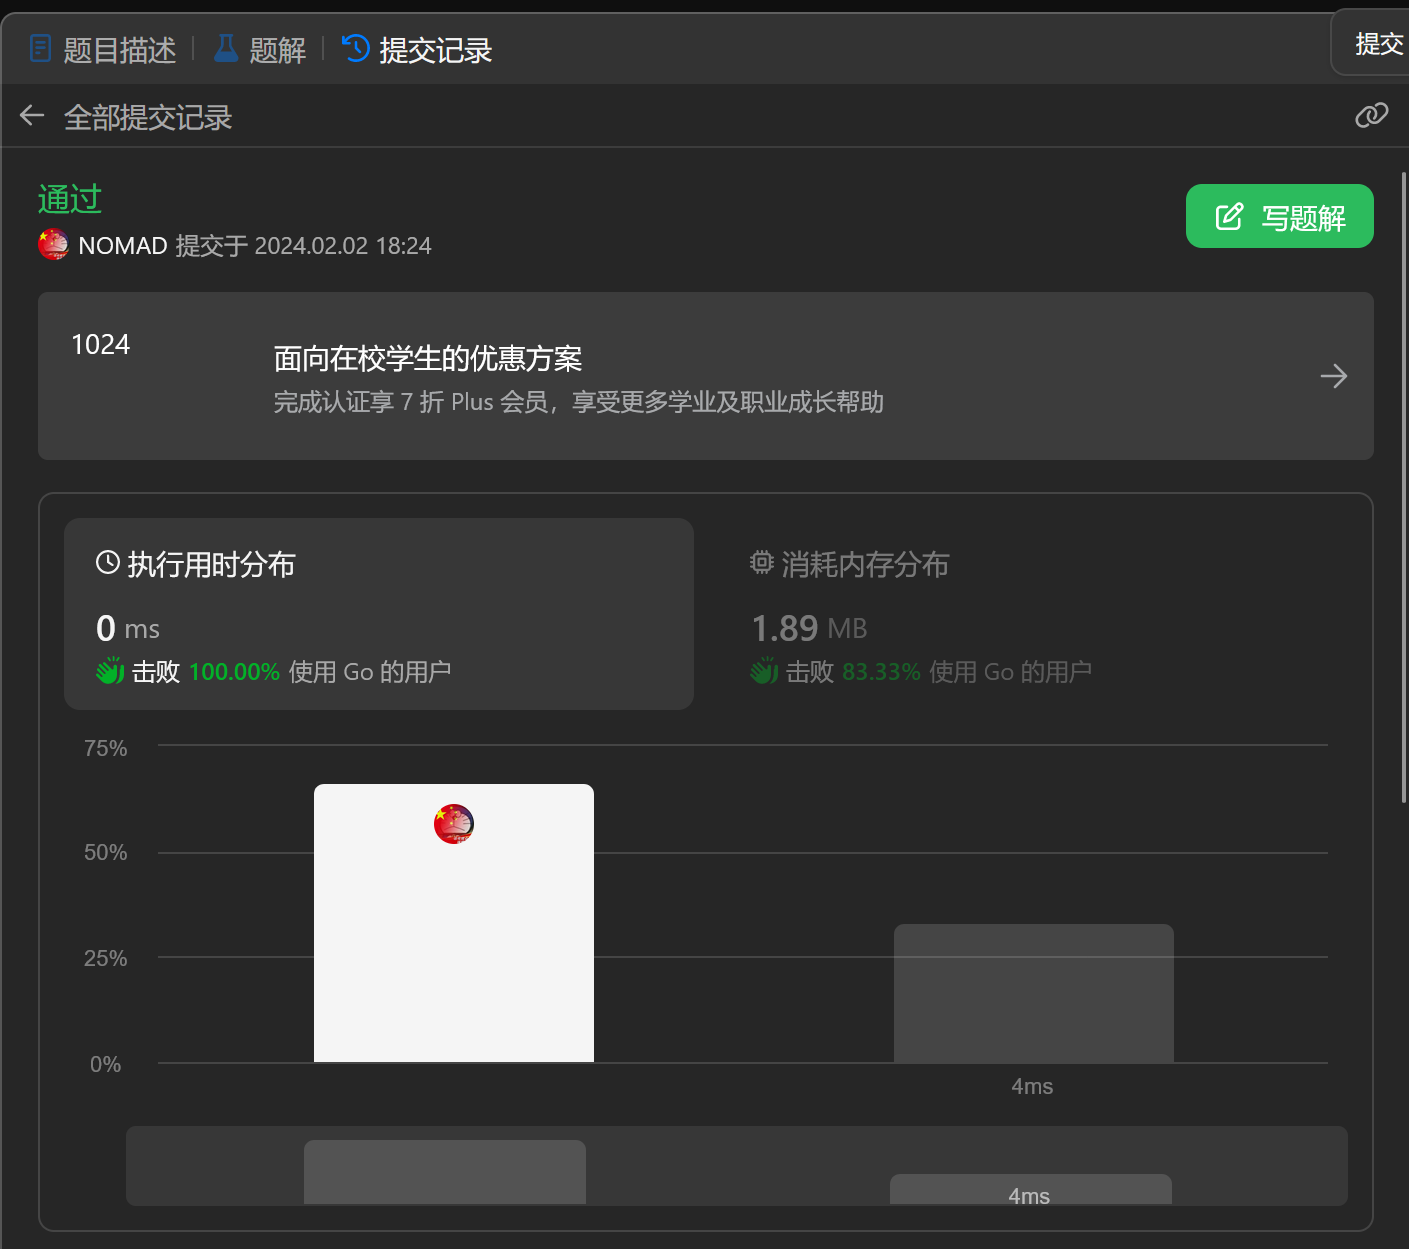 题目描述 题解 提交记录 提交
全部提交记录
通过
写题解
NOMAD 提交于 2024.02.02 18:24
1024
面向在校学生的优惠方案
完成认证享 7 折 Plus 会员，享受更多学业及职业成长帮助
执行用时分布
0 ms
击败 100.00% 使用 Go 的用户
消耗内存分布
1.89 MB
击败 83.33% 使用 Go 的用户
75%
50%
25%
0%
4ms
4ms